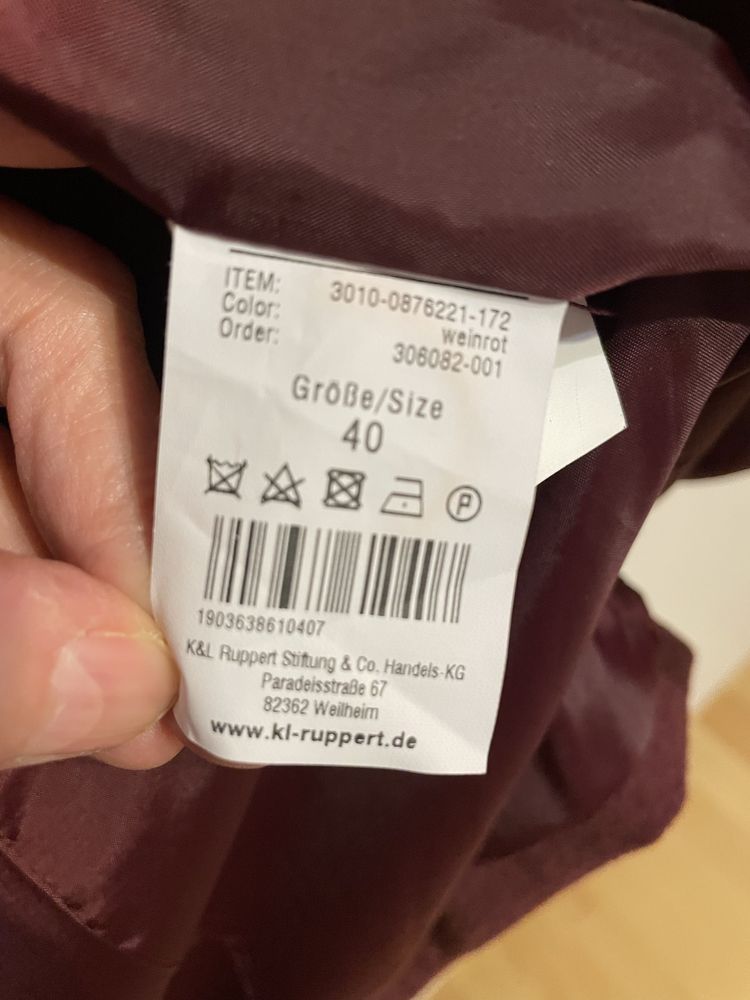 ITEM: 3010-0876221-172
Color: weinrot
Order: 306082-001
Größe/Size
40
P
1903638610407
K&L Ruppert Stiftung & Co. Handels-KG
Paradeisstraße 67
82362 Weilheim
www.kl-ruppert.de